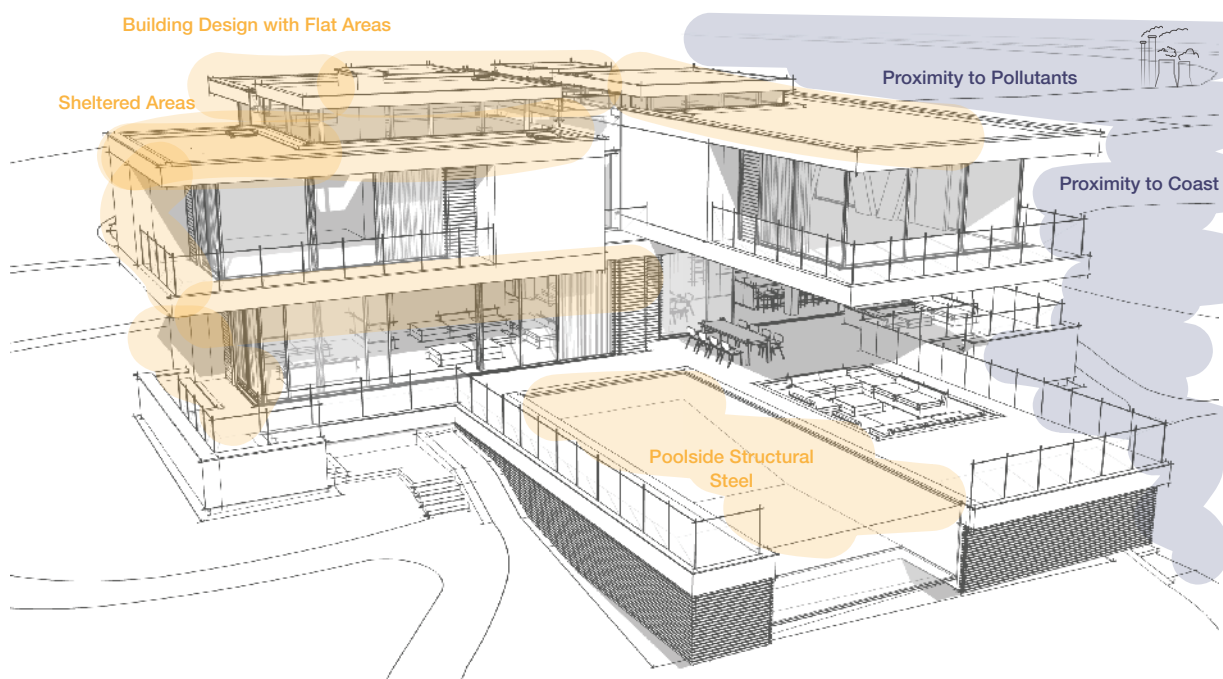 Building Design with Flat Areas
Proximity to Pollutants
Sheltered Areas
Proximity to Coast
Poolside Structural
Steel